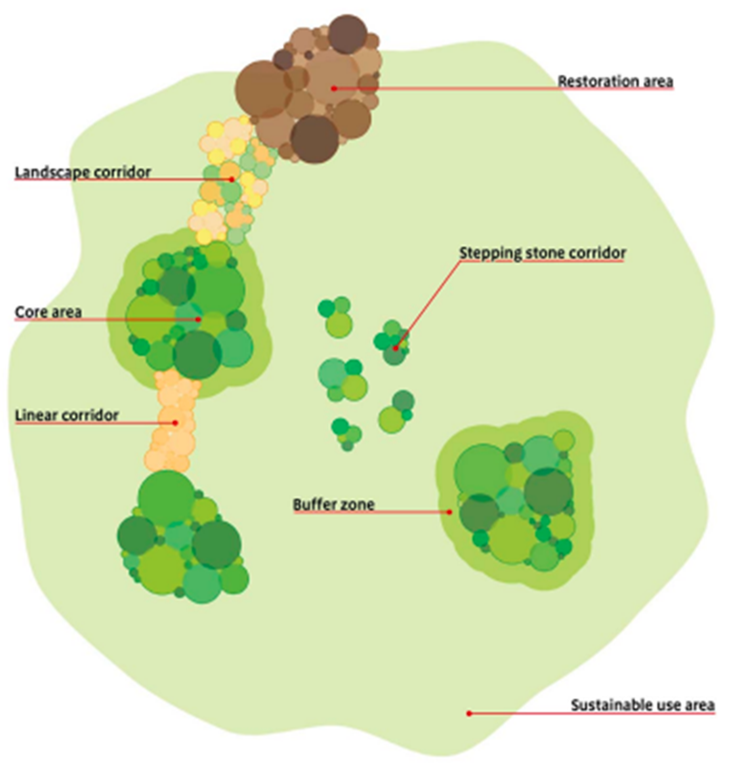 Restoration area
Landscape corridor
Stepping stone corridor
Core area
Linear corridor
Buffer zone
Sustainable use area